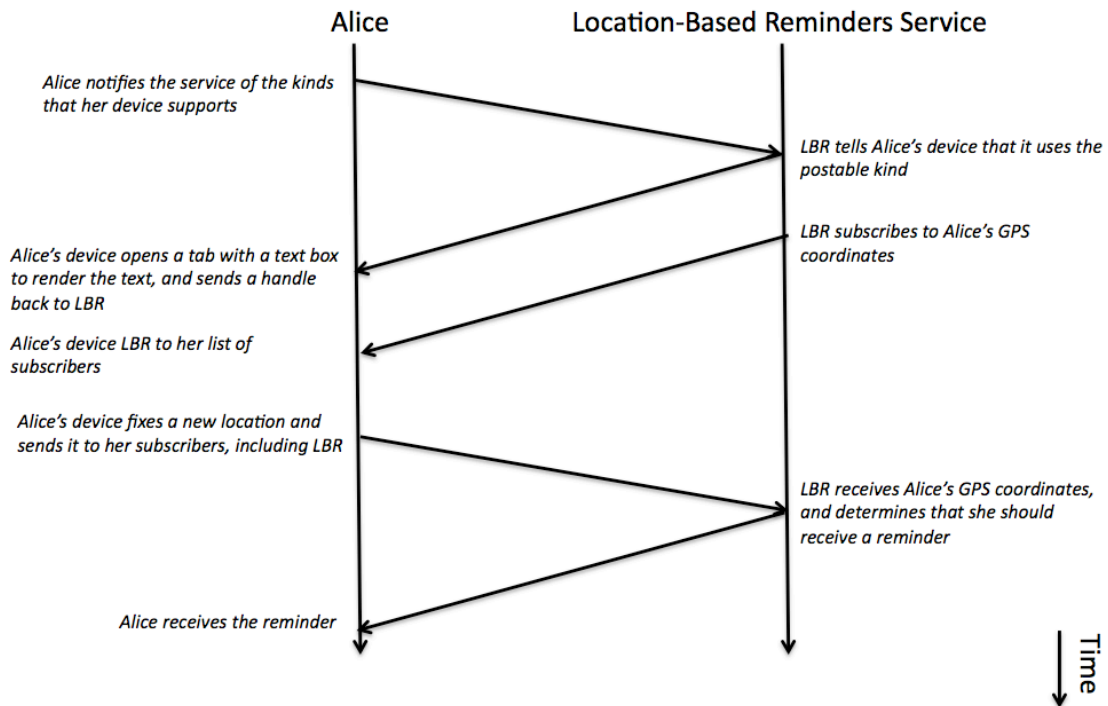 Alice
Location-Based Reminders Service
Alice notifies the service of the kinds
that her device supports
LBR tells Alice's device that it uses the
postable kind
LBR subscribes to Alice's GPS
coordinates
Alice's device opens a tab with a text box
to render the text, and sends a handle
back to LBR
Alice's device LBR to her list of
subscribers
Alice's device fixes a new location and
sends it to her subscribers, including LBR
LBR receives Alice's GPS coordinates,
and determines that she should
receive a reminder
Alice receives the reminder
Time